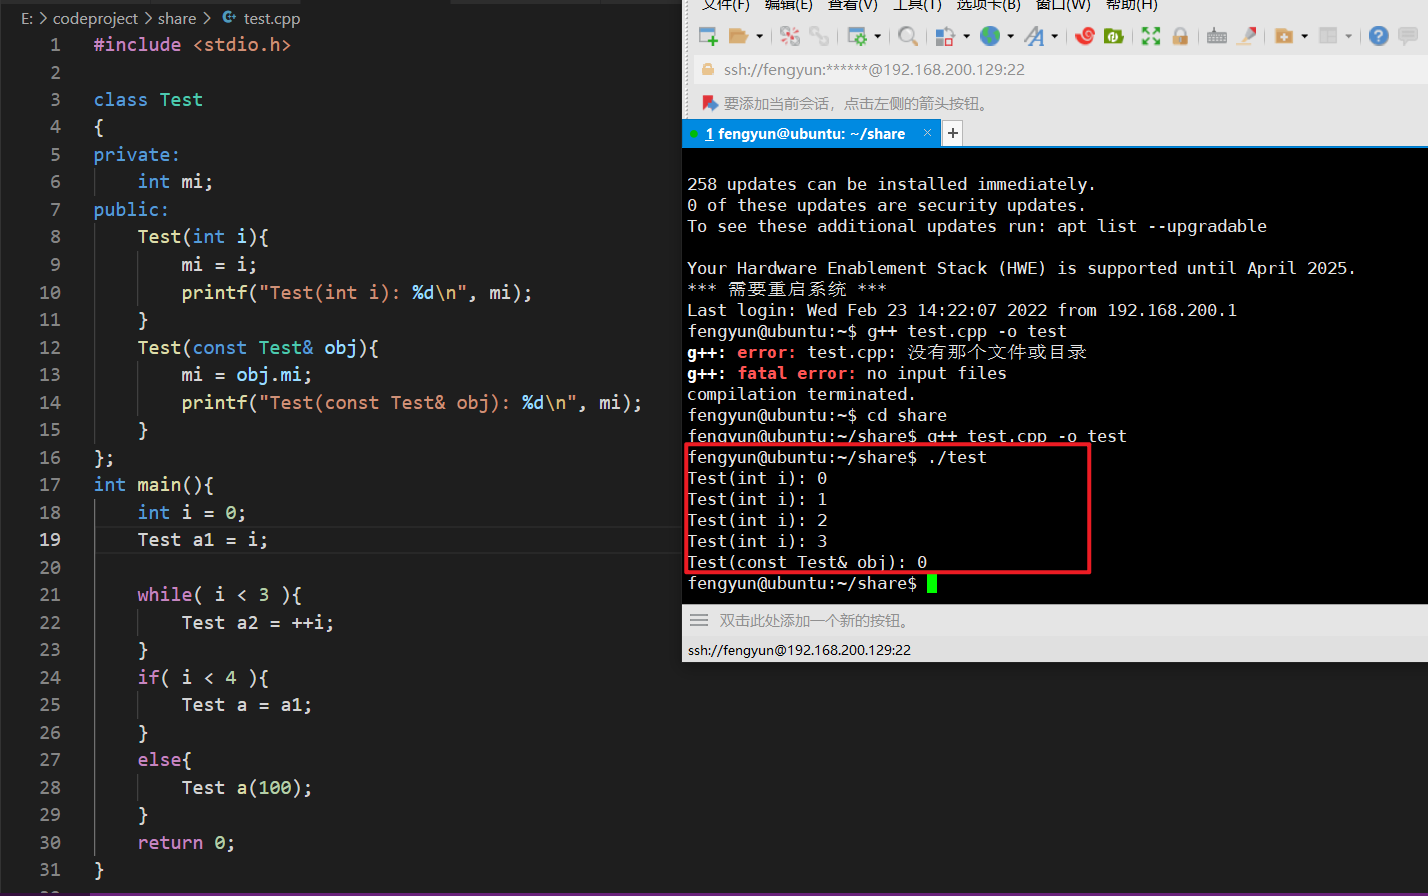 E: > codeproject > share > test.cpp
1 #include <stdio.h>
2
3 class Test
4 {
5 private:
6     int mi;
7 public:
8     Test(int i){
9         mi = i;
10         printf("Test(int i): %d\n", mi);
11     }
12     Test(const Test& obj){
13         mi = obj.mi;
14         printf("Test(const Test& obj): %d\n", mi);
15     }
16 };
17 int main(){
18     int i = 0;
19     Test a1 = i;
20
21     while( i < 3 ){
22         Test a2 = ++i;
23     }
24     if( i < 4 ){
25         Test a = a1;
26     }
27     else{
28         Test a(100);
29     }
30     return 0;
31 }
文件(F) 编辑(E) 查看(V) 工具(T) 选项卡(B) 窗口(W) 帮助(H)
ssh://fengyun:******@192.168.200.129:22
要添加当前会话，点击左侧的箭头按钮。
1 fengyun@ubuntu: ~/share × +
258 updates can be installed immediately.
0 of these updates are security updates.
To see these additional updates run: apt list --upgradable
Your Hardware Enablement Stack (HWE) is supported until April 2025.
*** 需要重启系统 ***
Last login: Wed Feb 23 14:22:07 2022 from 192.168.200.1
fengyun@ubuntu:~$ g++ test.cpp -o test
g++: error: test.cpp: 没有那个文件或目录
g++: fatal error: no input files
compilation terminated.
fengyun@ubuntu:~$ cd share
fengyun@ubuntu:~/share$ g++ test.cpp -o test
fengyun@ubuntu:~/share$ ./test
Test(int i): 0
Test(int i): 1
Test(int i): 2
Test(int i): 3
Test(const Test& obj): 0
fengyun@ubuntu:~/share$
双击此处添加一个新的按钮。
ssh://fengyun@192.168.200.129:22